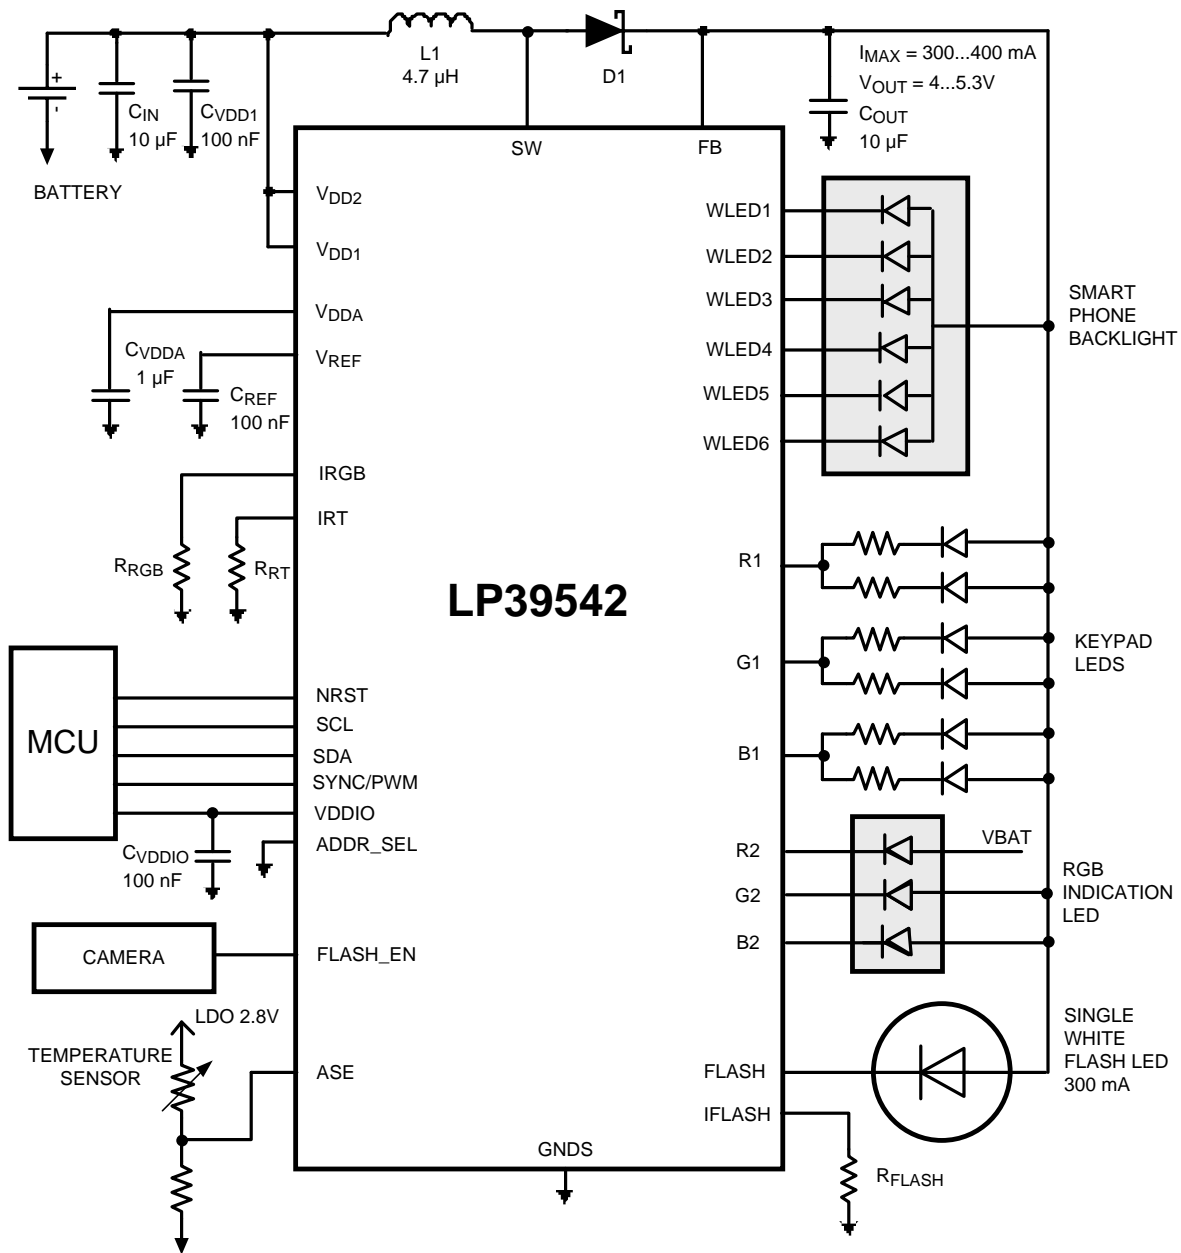 L1
4.7 µH
D1
IMAX = 300...400 mA
VOUT = 4...5.3V
COUT
10 µF
+
-
CIN
10 µF
CVDD1
100 nF
BATTERY
SW
FB
VDD2
VDD1
VDDA
VREF
CVDDA
1 µF
CREF
100 nF
IRGB
IRT
RRGB
RRT
LP39542
WLED1
WLED2
WLED3
WLED4
WLED5
WLED6
SMART
PHONE
BACKLIGHT
R1
G1
B1
KEYPAD
LEDS
MCU
NRST
SCL
SDA
SYNC/PWM
VDDIO
ADDR_SEL
CVDDIO
100 nF
R2
G2
B2
VBAT
RGB
INDICATION
LED
CAMERA
FLASH_EN
LDO 2.8V
TEMPERATURE
SENSOR
ASE
FLASH
IFLASH
SINGLE
WHITE
FLASH LED
300 mA
GNDS
RFLASH